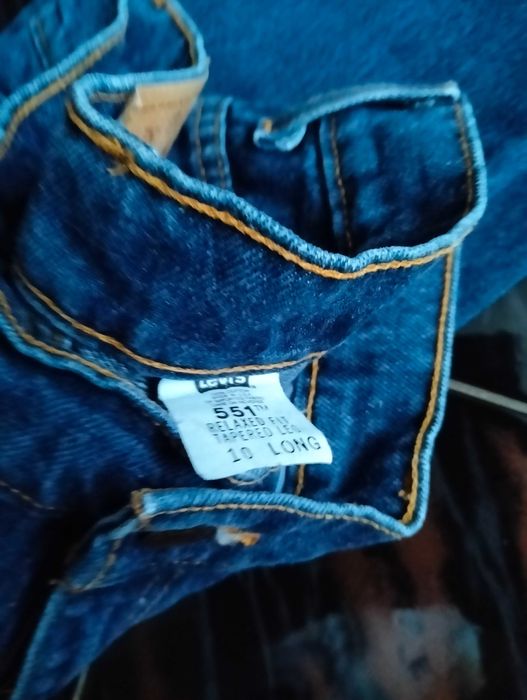 LEVI'S
551™
RELAXED FIT
TAPERED LEG
10 LONG